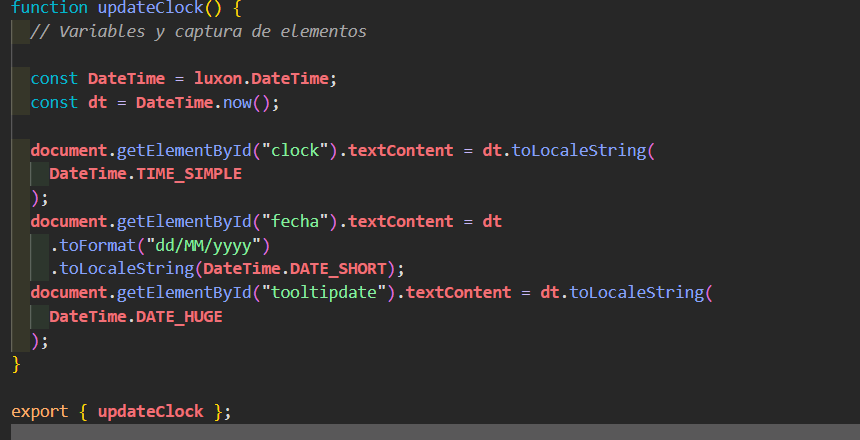 function updateClock() {
// Variables y captura de elementos
const DateTime = luxon.DateTime;
const dt = DateTime.now();
document.getElementById("clock").textContent = dt.toLocaleString(
DateTime.TIME_SIMPLE
);
document.getElementById("fecha").textContent = dt
.toFormat("dd/MM/yyyy")
.toLocaleString(DateTime.DATE_SHORT);
document.getElementById("tooltipdate").textContent = dt.toLocaleString(
DateTime.DATE_HUGE
);
}
export { updateClock };